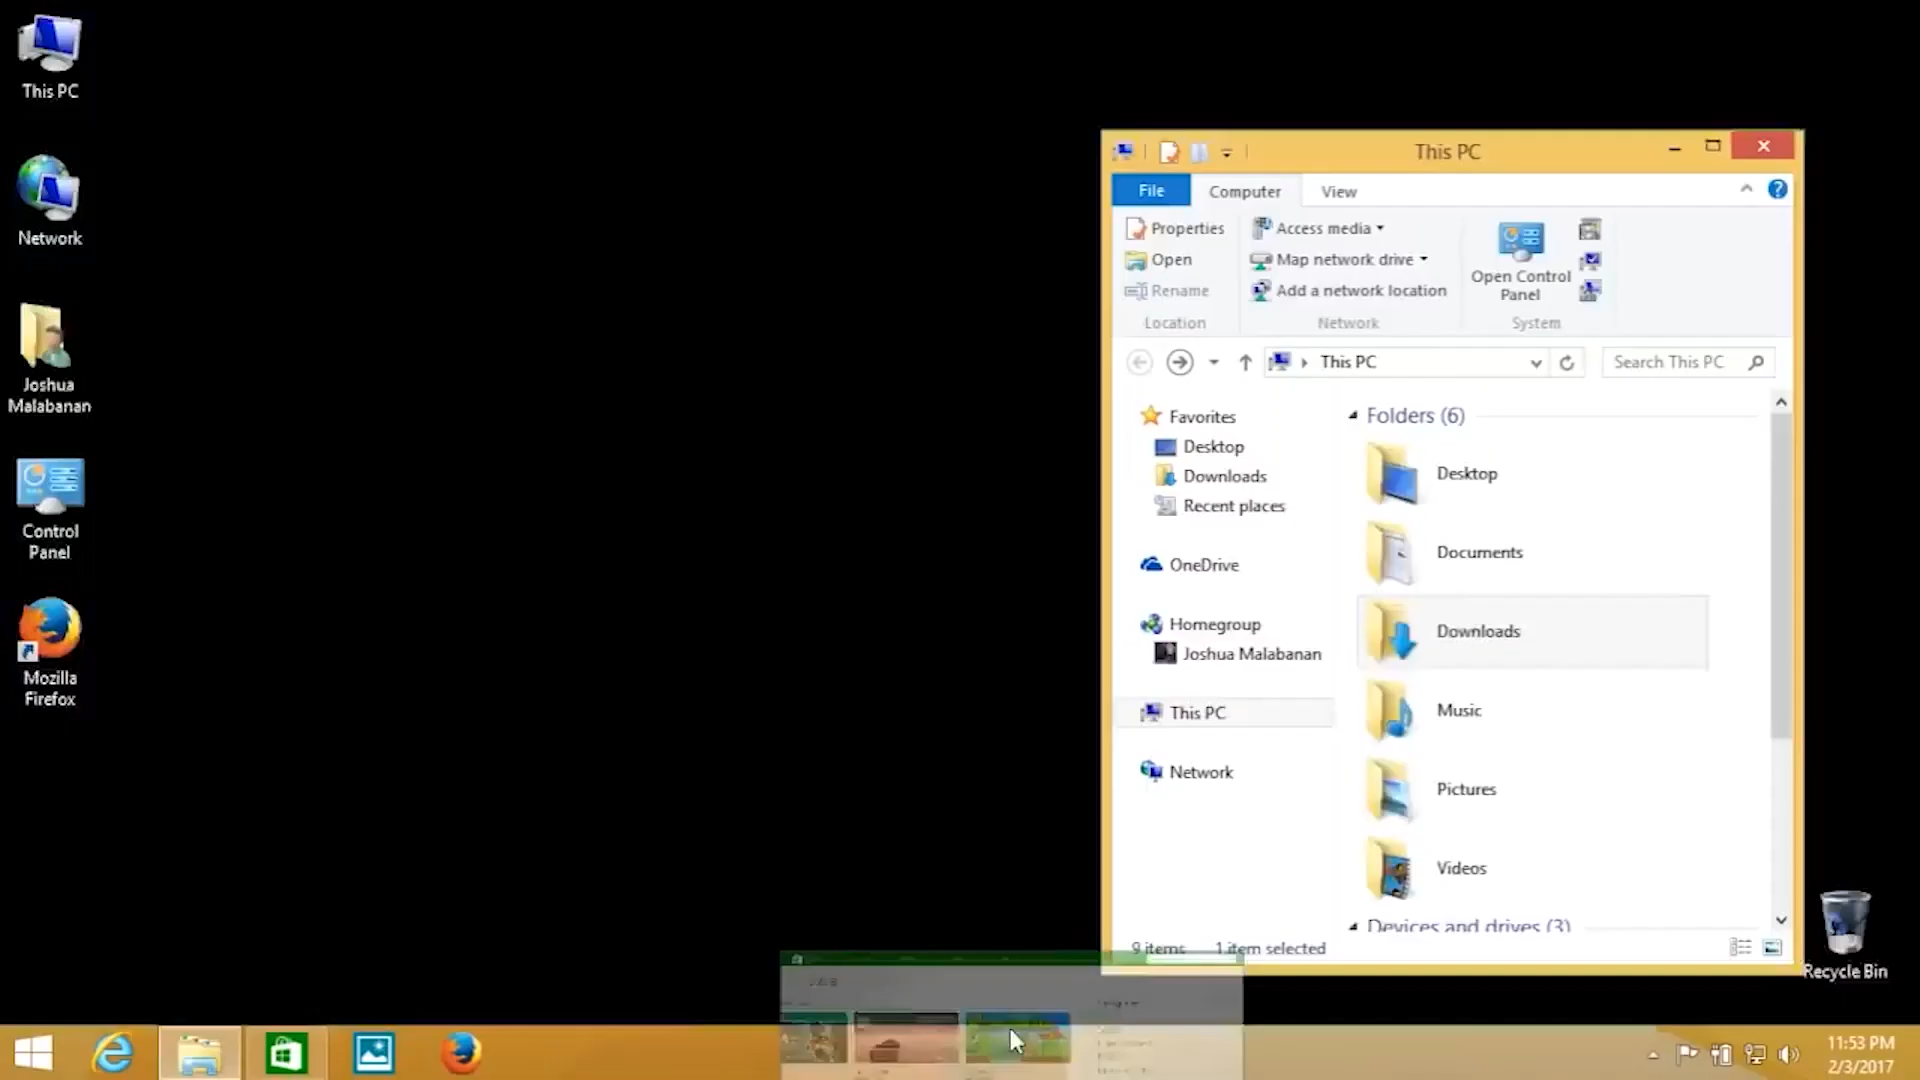 This PC
Network
Joshua
Malabanan
Control
Panel
Mozilla
Firefox
This PC
File
Computer
View
Properties
Open
Rename
Location
Access media
Map network drive
Add a network location
Network
Open Control
Panel
System
This PC
Search This PC
Favorites
Desktop
Downloads
Recent places
OneDrive
Homegroup
Joshua Malabanan
This PC
Network
Folders (6)
Desktop
Documents
Downloads
Music
Pictures
Videos
Devices and drives (3)
9 items
1 item selected
Recycle Bin
11:53 PM
2/3/2017